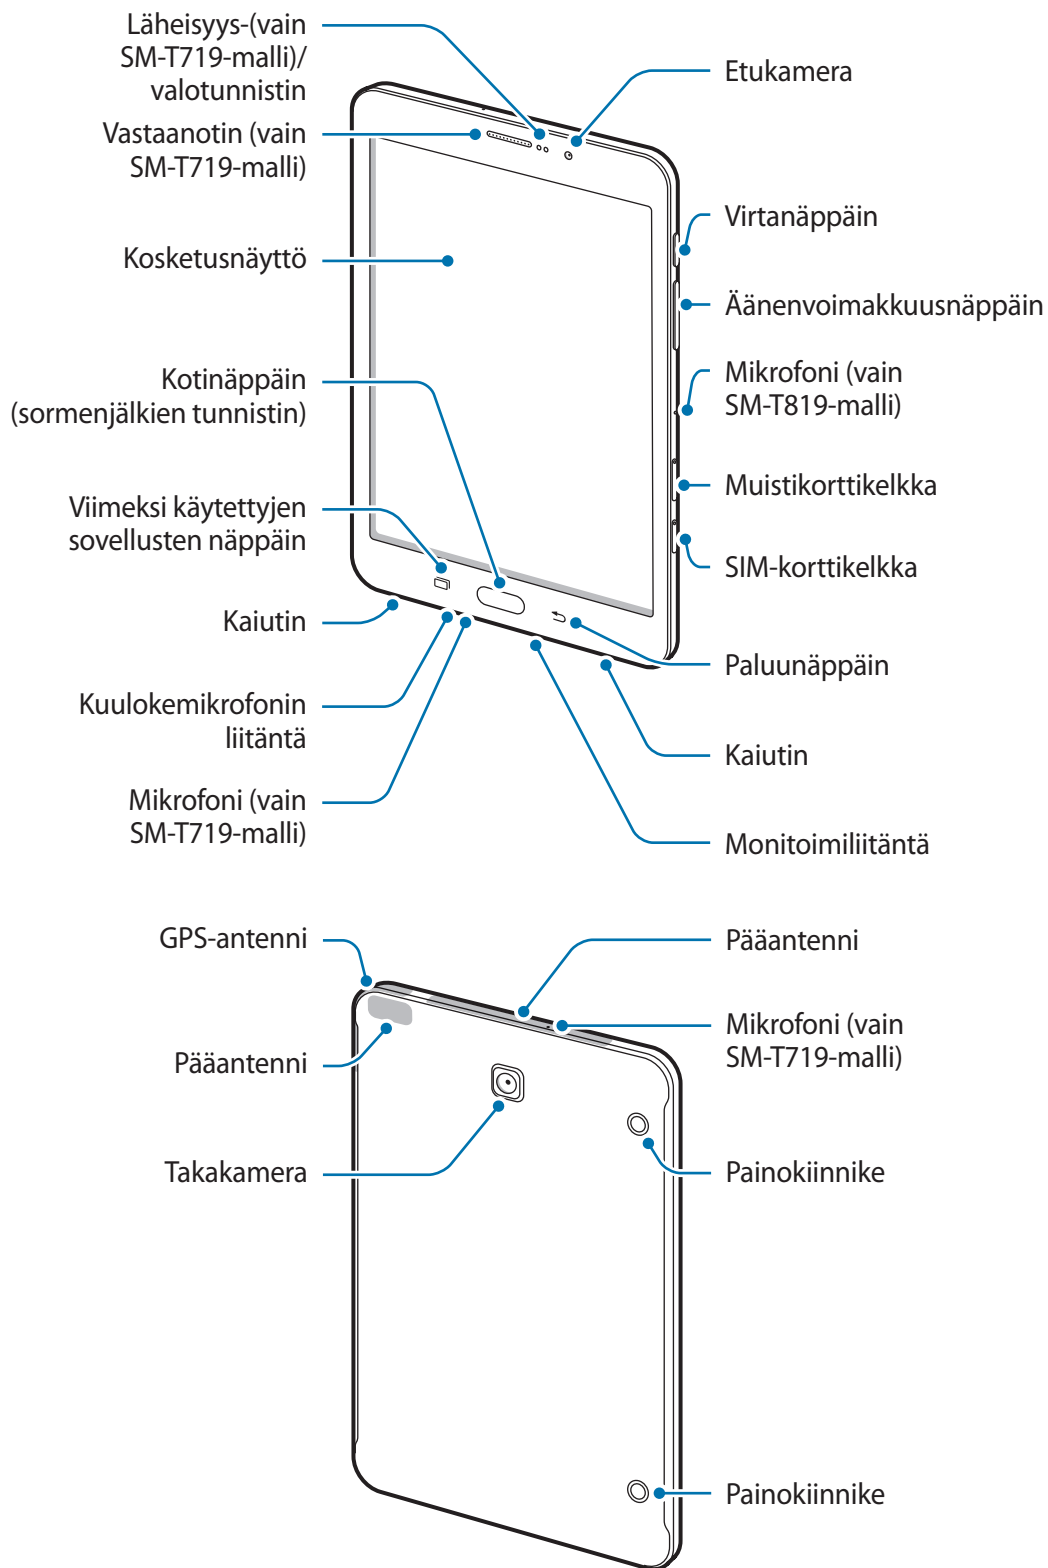 Läheisyys-(vain
SM-T719-malli)/
valotunnistin
Vastaanotin (vain
SM-T719-malli)
Kosketusnäyttö
Kotinäppäin
(sormenjälkien tunnistin)
Viimeksi käytettyjen
sovellusten näppäin
Kaiutin
Kuulokemikrofonin
liitäntä
Mikrofoni (vain
SM-T719-malli)
Etukamera
Virtanäppäin
Äänenvoimakkuusnäppäin
Mikrofoni (vain
SM-T819-malli)
Muistikorttikelkka
SIM-korttikelkka
Paluunäppäin
Kaiutin
Monitoimiliitäntä
GPS-antenni
Pääantenni
Takakamera
Pääantenni
Mikrofoni (vain
SM-T719-malli)
Painokiinnike
Painokiinnike